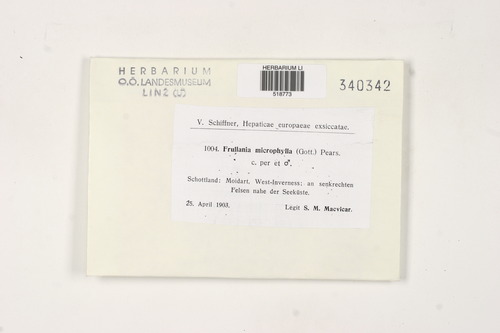 HERBARIUM
O.Ö. LANDESMUSEUM
LINZ (LI)
HERBARIUM LI
518773
340342
V. Schiffner, Hepaticae europaeae exsiccatae.
1004. Frullania microphylla (Gott.) Pears.
c. per et ♂.
Schottland: Moidart, West-Inverness; an senkrechten
Felsen nahe der Seeküste.
25. April 1903.
Legit S. M. Macvicar.